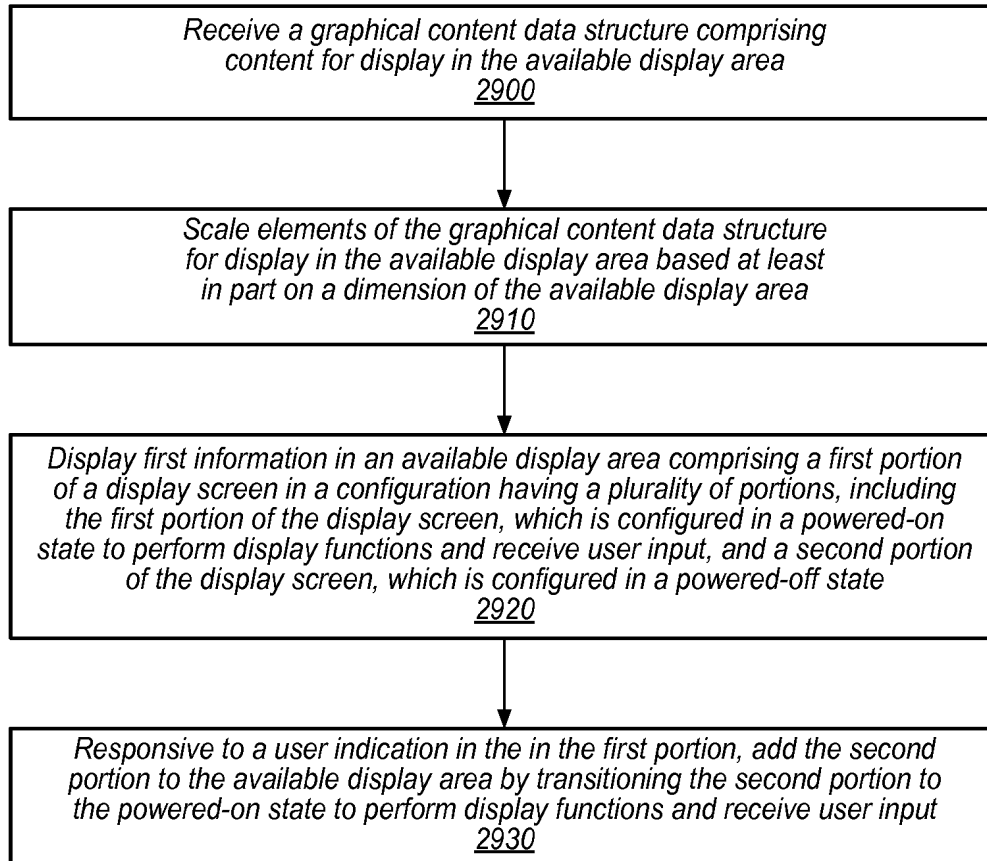 Receive a graphical content data structure comprising
content for display in the available display area
2900
Scale elements of the graphical content data structure
for display in the available display area based at least
in part on a dimension of the available display area
2910
Display first information in an available display area comprising a first portion
of a display screen in a configuration having a plurality of portions, including
the first portion of the display screen, which is configured in a powered-on
state to perform display functions and receive user input, and a second portion
of the display screen, which is configured in a powered-off state
2920
Responsive to a user indication in the in the first portion, add the second
portion to the available display area by transitioning the second portion to
the powered-on state to perform display functions and receive user input
2930